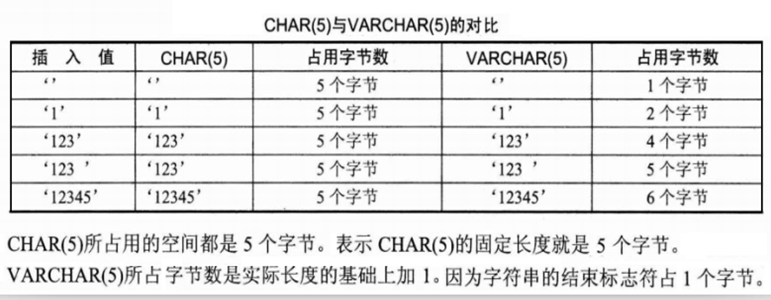 CHAR(5)与VARCHAR(5)的对比
插 入 值 CHAR(5) 占用字节数 VARCHAR(5) 占用字节数
‘’ ‘’ 5 个字节 ‘’ 1 个字节
‘1’ ‘1’ 5 个字节 ‘1’ 2 个字节
‘123’ ‘123’ 5 个字节 ‘123’ 4 个字节
‘123 ’ ‘123’ 5 个字节 ‘123 ’ 5 个字节
‘12345’ ‘12345’ 5 个字节 ‘12345’ 6 个字节
CHAR(5)所占用的空间都是 5 个字节。表示 CHAR(5)的固定长度就是 5 个字节。
VARCHAR(5)所占字节数是实际长度的基础上加 1。因为字符串的结束标志符占 1 个字节。